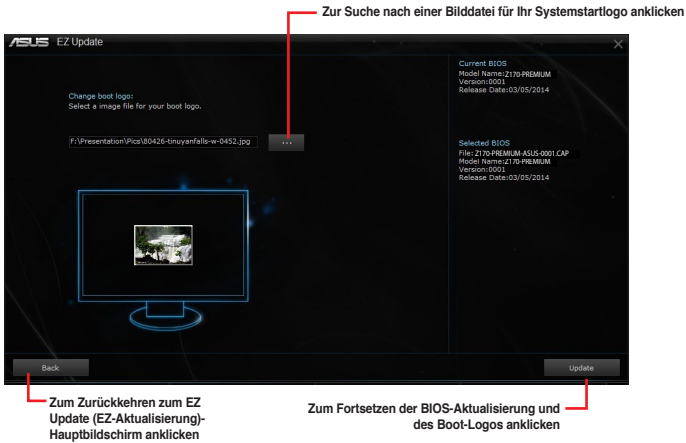 Zur Suche nach einer Bilddatei für Ihr Systemstartlogo anklicken
ASUS EZ Update
Current BIOS
Model Name:Z170-PREMIUM
Version:0001
Release Date:03/05/2014
Change boot logo:
Select a image file for your boot logo.
F:\Presentation\Pics\80426-tinuyanfalls-w-0452.jpg
...
Selected BIOS
File: Z170-PREMIUM-ASUS-0001.CAP
Model Name:Z170-PREMIUM
Version:0001
Release Date:03/05/2014
Back
Update
Zum Zurückkehren zum EZ
Update (EZ-Aktualisierung)-
Hauptbildschirm anklicken
Zum Fortsetzen der BIOS-Aktualisierung und
des Boot-Logos anklicken